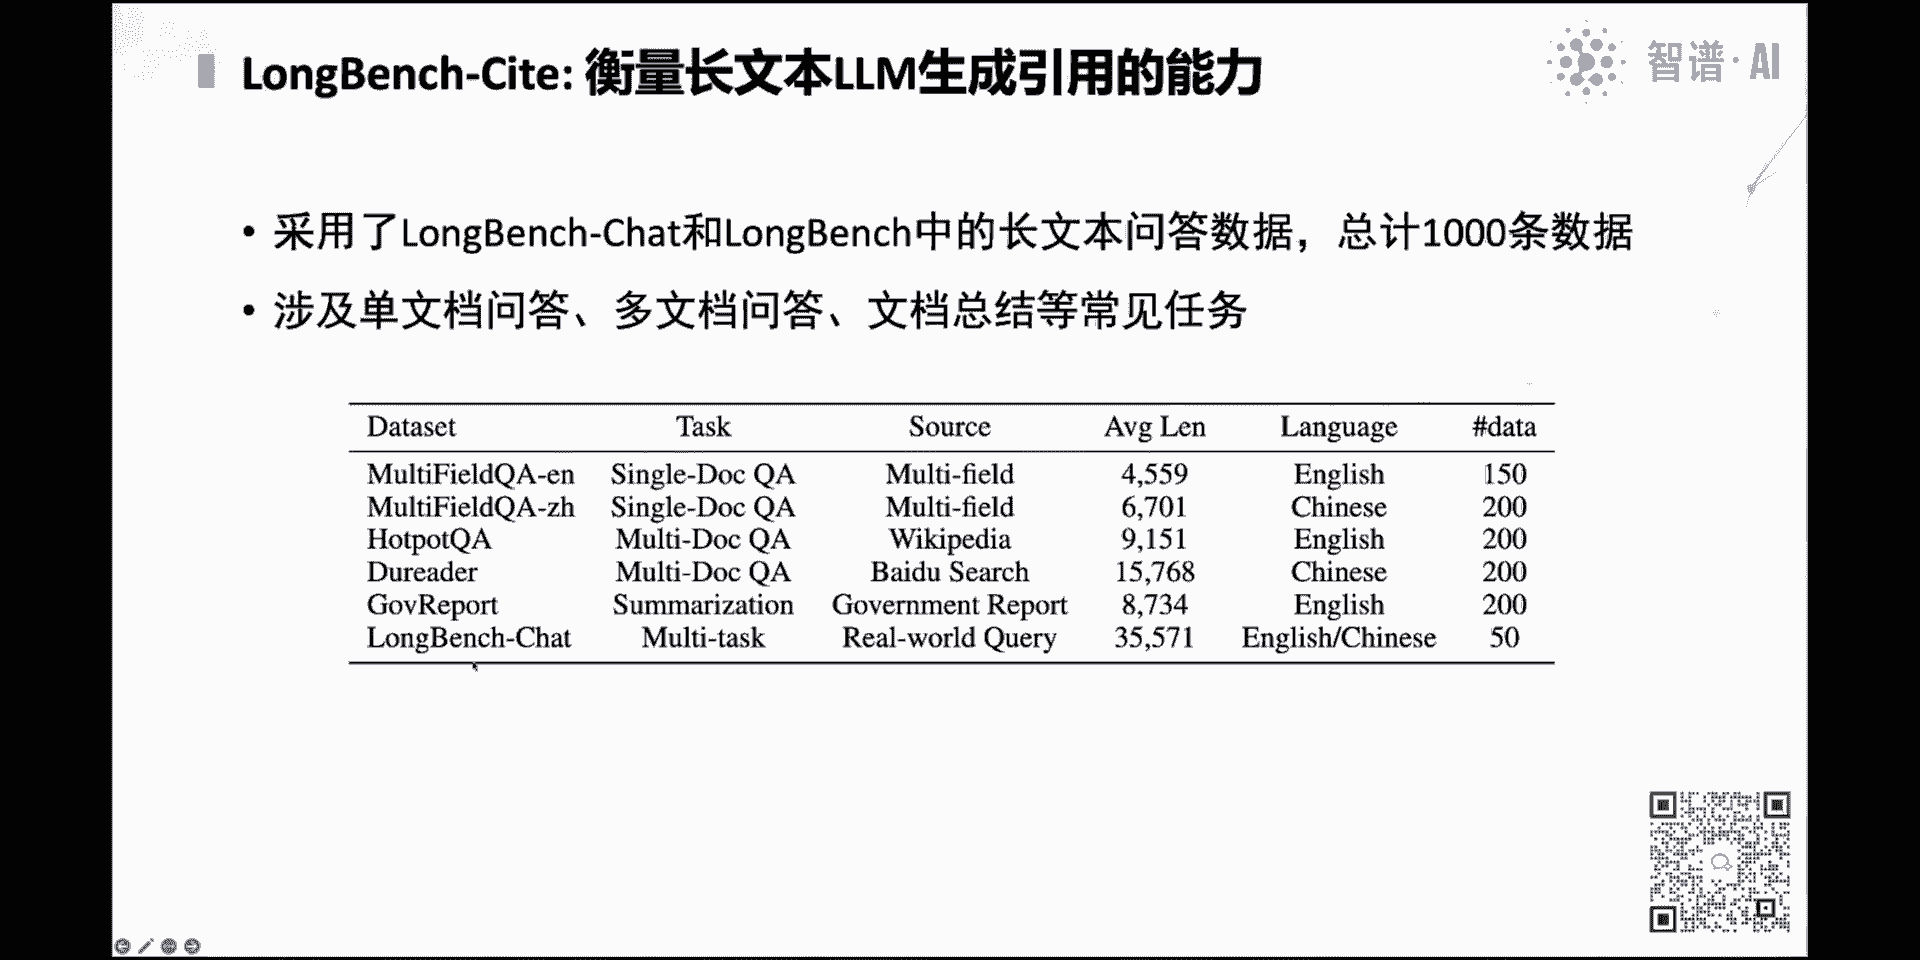 LongBench-Cite: 衡量长文本LLM生成引用的能力
智谱·AI
• 采用了LongBench-Chat和LongBench中的长文本问答数据，总计1000条数据
• 涉及单文档问答、多文档问答、文档总结等常见任务
Dataset Task Source Avg Len Language #data
MultiFieldQA-en Single-Doc QA Multi-field 4,559 English 150
MultiFieldQA-zh Single-Doc QA Multi-field 6,701 Chinese 200
HotpotQA Multi-Doc QA Wikipedia 9,151 English 200
Dureader Multi-Doc QA Baidu Search 15,768 Chinese 200
GovReport Summarization Government Report 8,734 English 200
LongBench-Chat Multi-task Real-world Query 35,571 English/Chinese 50